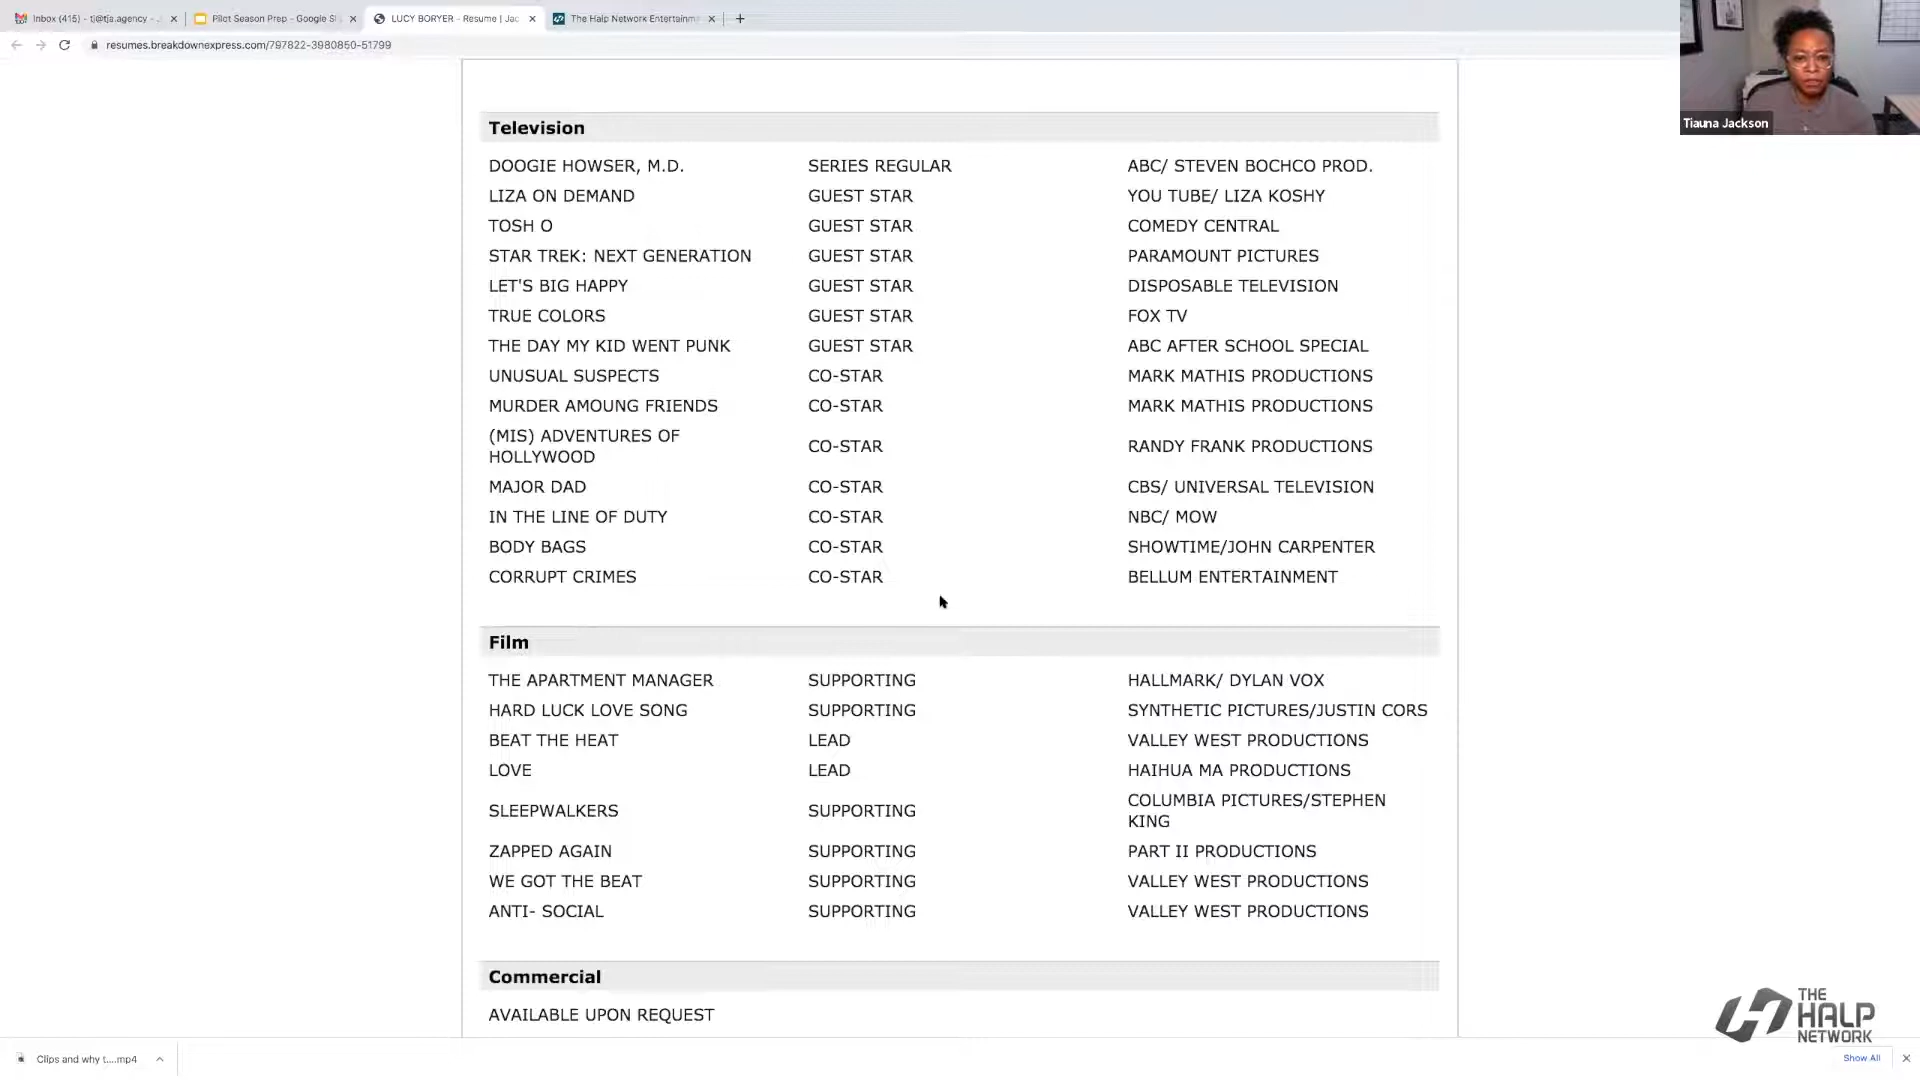 Inbox (415) - tj@tja.agency - J
Pilot Season Prep - Google Sl
LUCY BORYER - Resume | Jac
The Halp Network Entertainm
resumes.breakdownexpress.com/797822-3980850-51799
Tiauna Jackson
Television
DOOGIE HOWSER, M.D. SERIES REGULAR ABC/ STEVEN BOCHCO PROD.
LIZA ON DEMAND GUEST STAR YOU TUBE/ LIZA KOSHY
TOSH O GUEST STAR COMEDY CENTRAL
STAR TREK: NEXT GENERATION GUEST STAR PARAMOUNT PICTURES
LET'S BIG HAPPY GUEST STAR DISPOSABLE TELEVISION
TRUE COLORS GUEST STAR FOX TV
THE DAY MY KID WENT PUNK GUEST STAR ABC AFTER SCHOOL SPECIAL
UNUSUAL SUSPECTS CO-STAR MARK MATHIS PRODUCTIONS
MURDER AMOUNG FRIENDS CO-STAR MARK MATHIS PRODUCTIONS
(MIS) ADVENTURES OF
HOLLYWOOD CO-STAR RANDY FRANK PRODUCTIONS
MAJOR DAD CO-STAR CBS/ UNIVERSAL TELEVISION
IN THE LINE OF DUTY CO-STAR NBC/ MOW
BODY BAGS CO-STAR SHOWTIME/JOHN CARPENTER
CORRUPT CRIMES CO-STAR BELLUM ENTERTAINMENT
Film
THE APARTMENT MANAGER SUPPORTING HALLMARK/ DYLAN VOX
HARD LUCK LOVE SONG SUPPORTING SYNTHETIC PICTURES/JUSTIN CORS
BEAT THE HEAT LEAD VALLEY WEST PRODUCTIONS
LOVE LEAD HAIHUA MA PRODUCTIONS
SLEEPWALKERS SUPPORTING COLUMBIA PICTURES/STEPHEN
KING
ZAPPED AGAIN SUPPORTING PART II PRODUCTIONS
WE GOT THE BEAT SUPPORTING VALLEY WEST PRODUCTIONS
ANTI- SOCIAL SUPPORTING VALLEY WEST PRODUCTIONS
Commercial
AVAILABLE UPON REQUEST
THE
HALP
NETWORK
Clips and why t....mp4
Show All